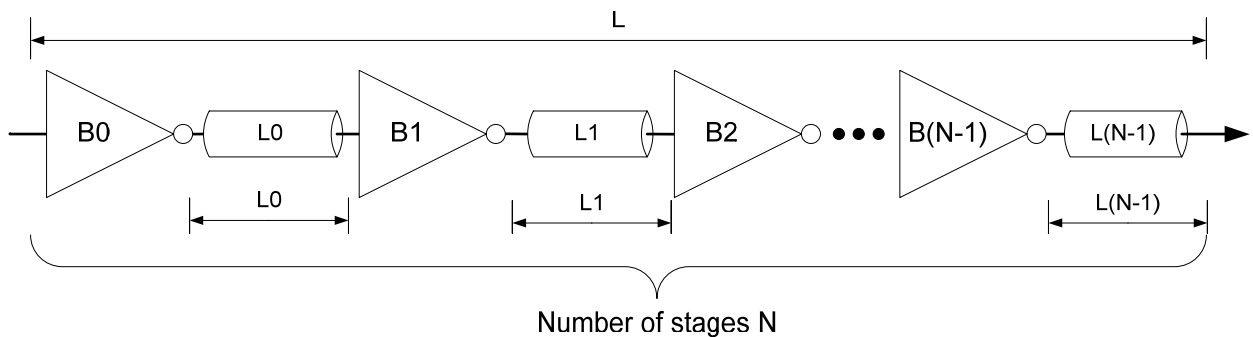 L
B0 L0 B1 L1 B2 B(N-1) L(N-1)
L0 L1 L(N-1)
Number of stages N